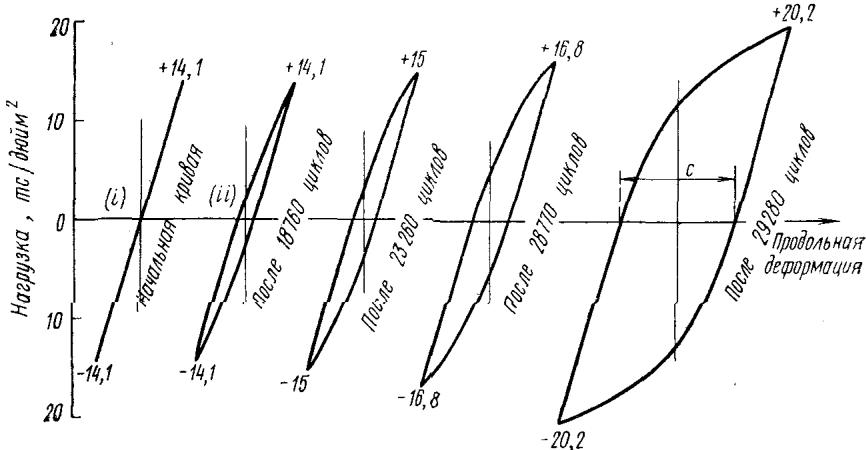 Нагрузка, тс/дюйм²
20
10
0
10
20
+14,1
(i)
Начальная кривая
-14,1
+14,1
(ii)
После 18760 циклов
-14,1
+15
После 23260 циклов
-15
+16,8
После 28770 циклов
-16,8
+20,2
c
После 29280 циклов
-20,2
Продольная
деформация